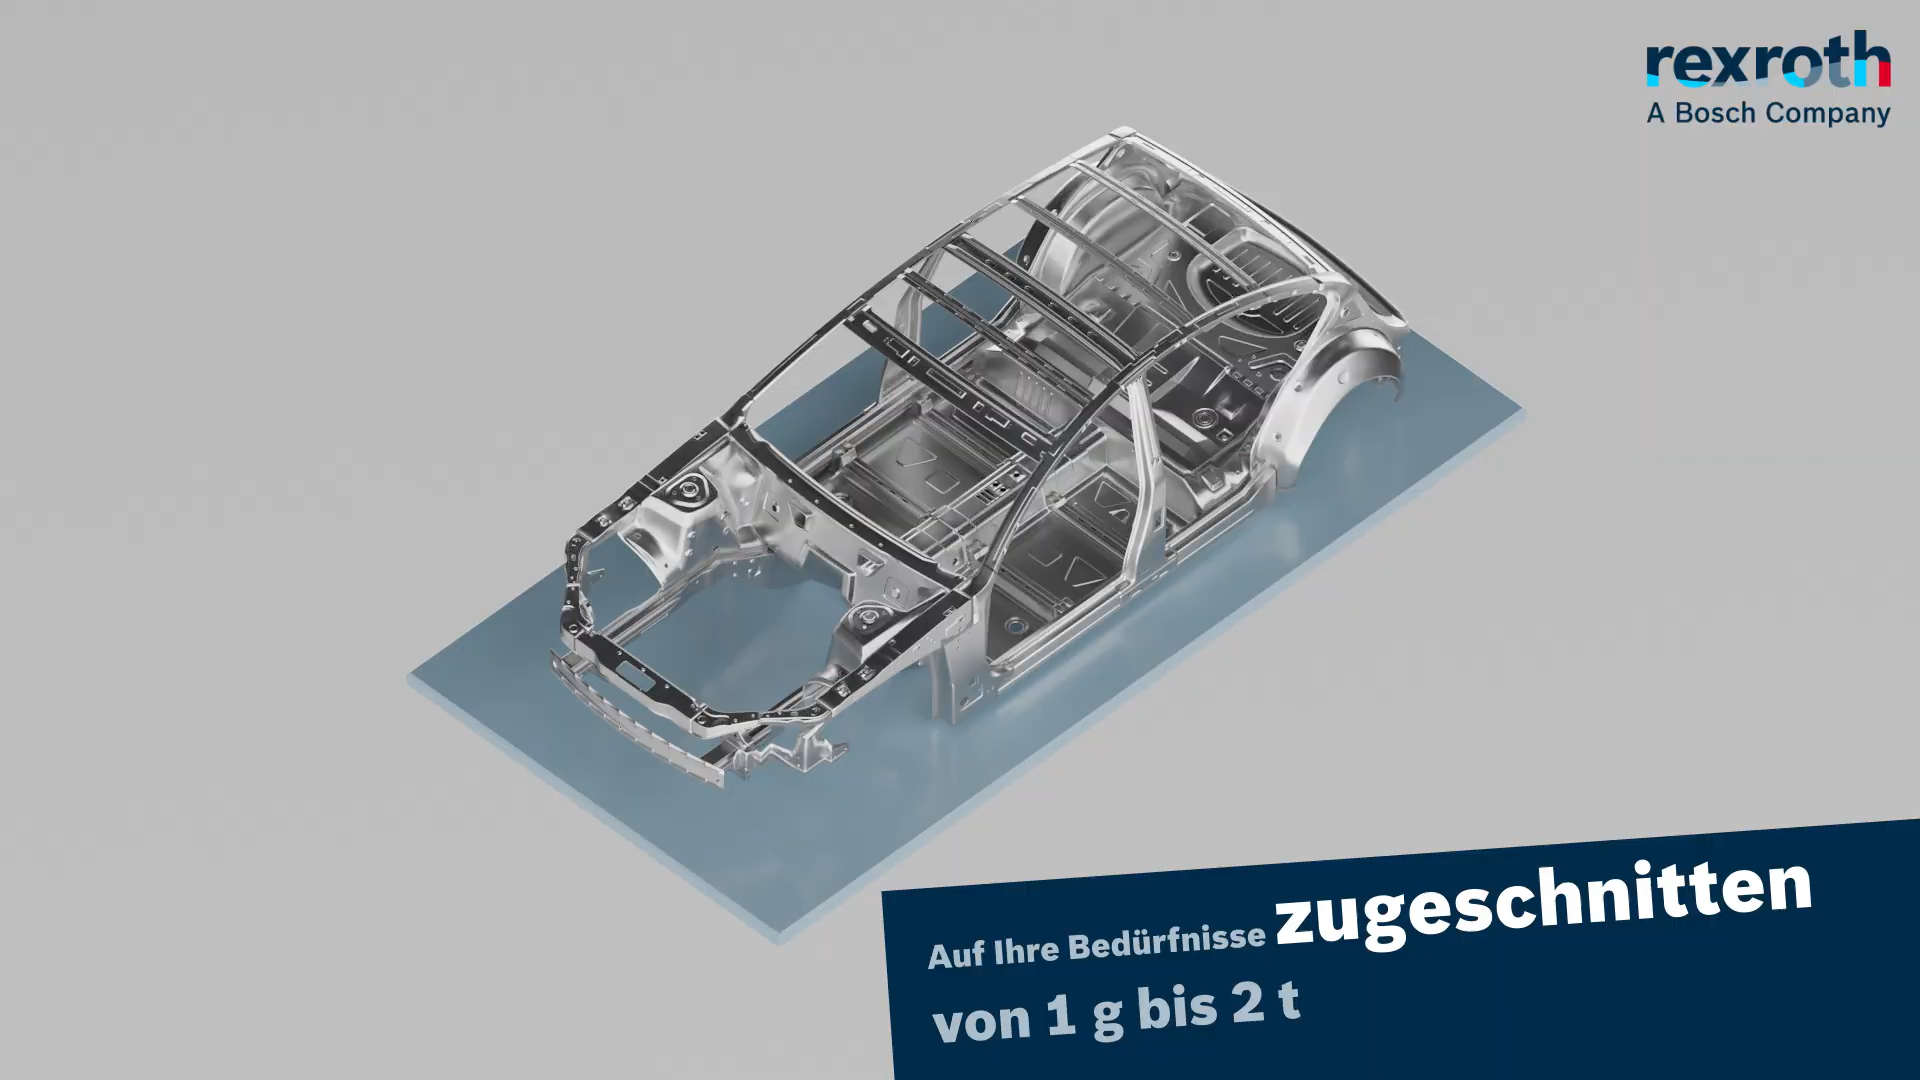 rexroth
A Bosch Company
Auf Ihre Bedürfnisse zugeschnitten
von 1 g bis 2 t